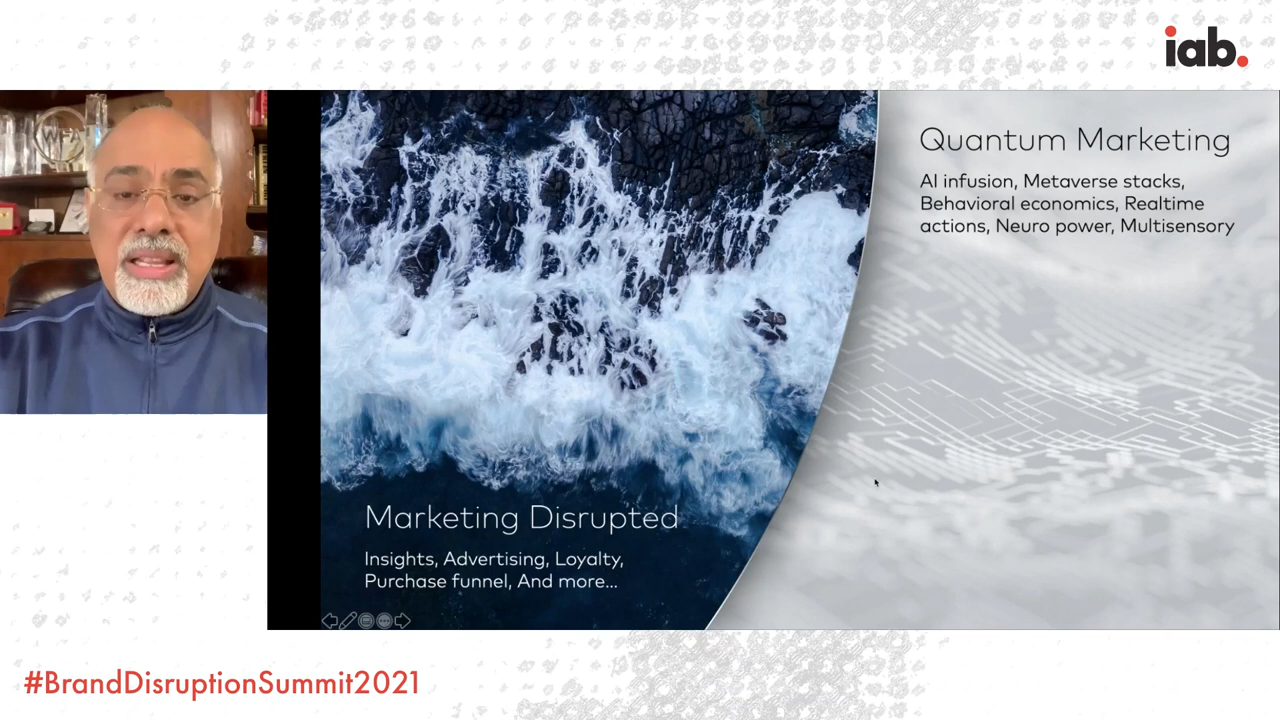 iab.
Quantum Marketing
AI infusion, Metaverse stacks,
Behavioral economics, Realtime
actions, Neuro power, Multisensory
Marketing Disrupted
Insights, Advertising, Loyalty,
Purchase funnel, And more...
#BrandDisruptionSummit2021